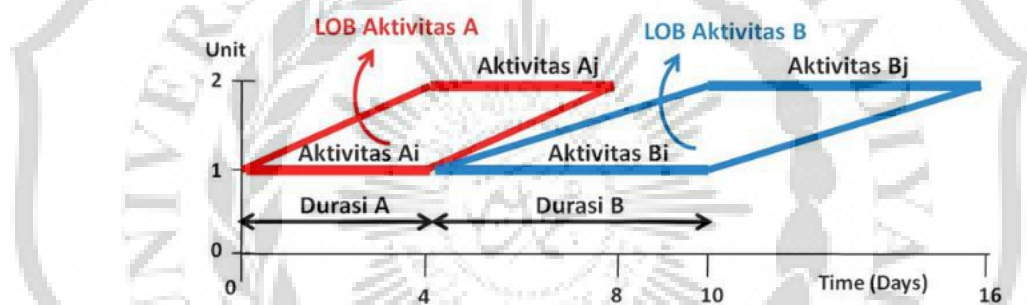 LOB Aktivitas A
LOB Aktivitas B
Unit
Aktivitas Aj
Aktivitas Bj
2
Aktivitas Ai
Aktivitas Bi
1
Durasi A
Durasi B
0
0
4
8
10
Time (Days)
16